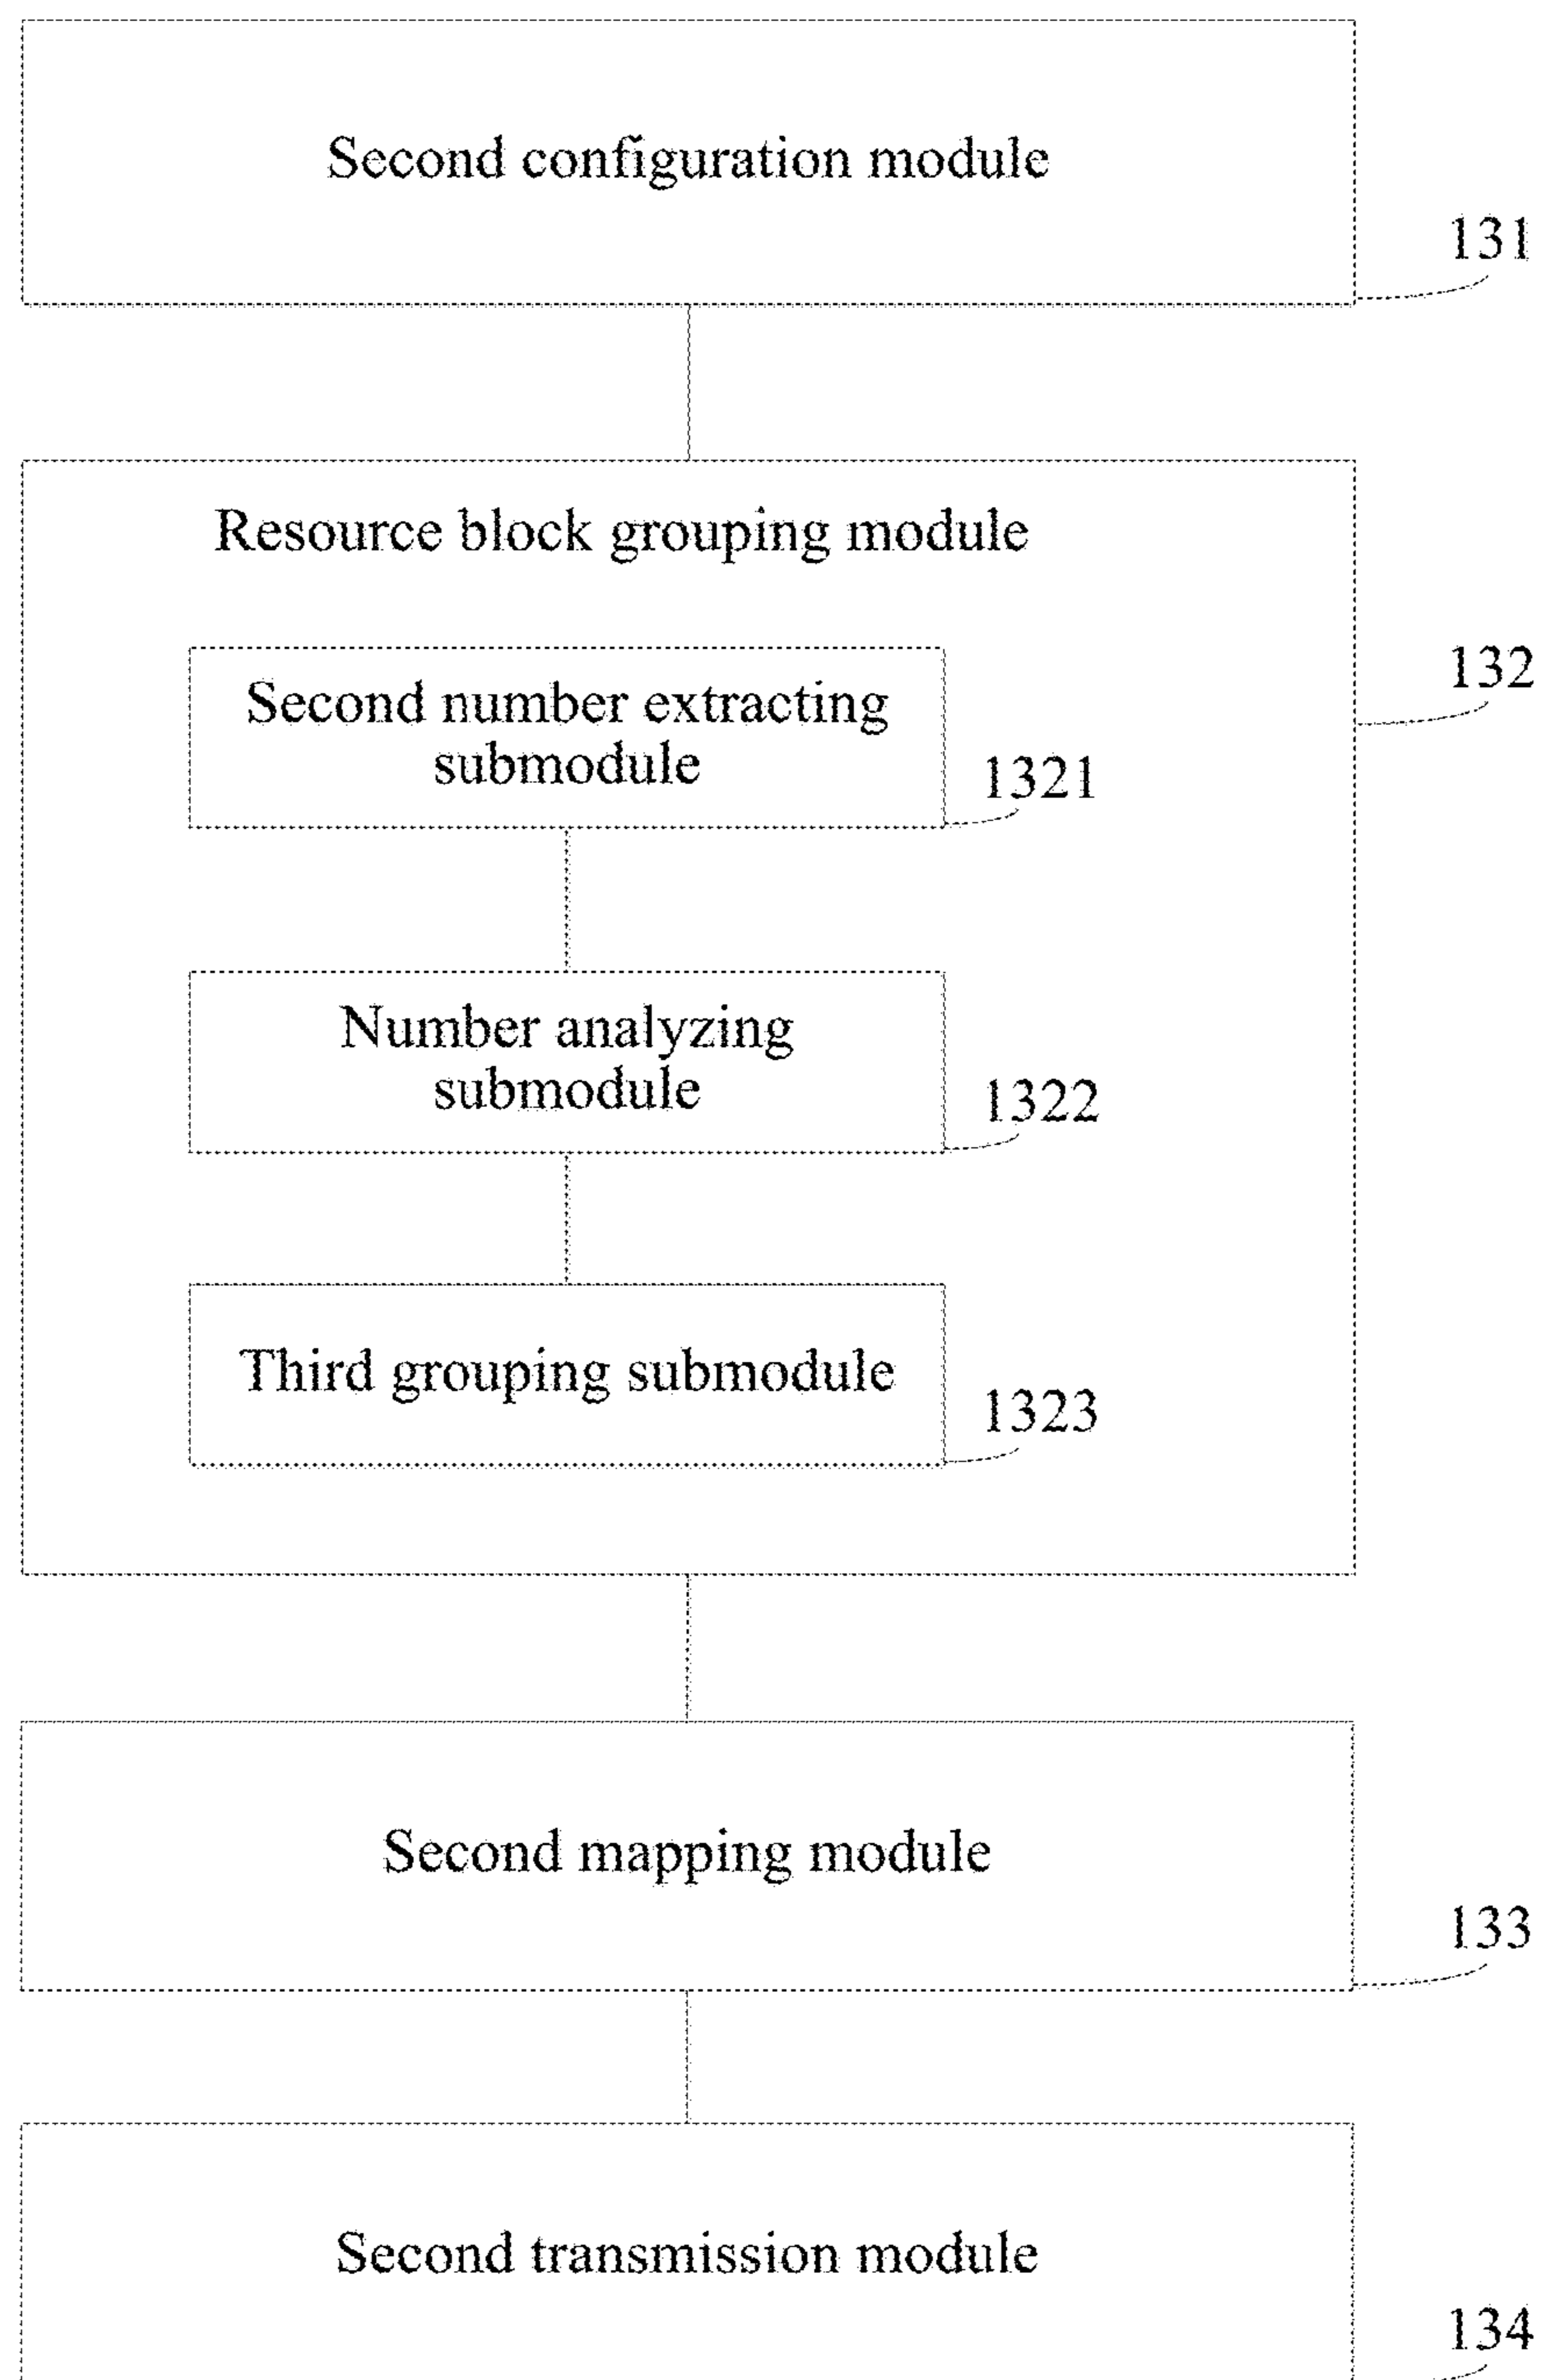 Second configuration module
131
Resource block grouping module
132
Second number extracting
submodule
1321
Number analyzing
submodule
1322
Third grouping submodule
1323
Second mapping module
133
Second transmission module
134